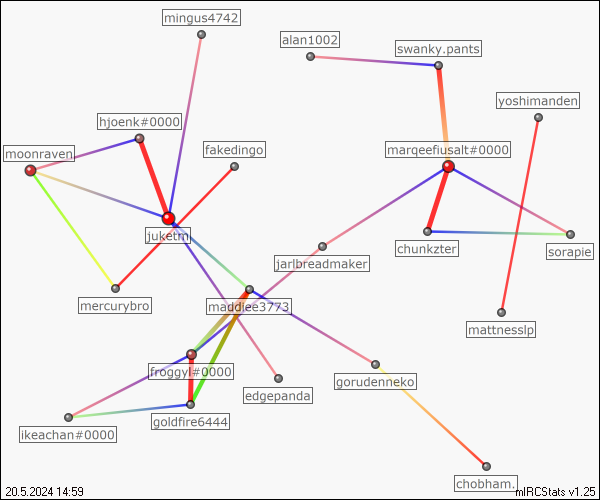 mingus4742
alan1002
swanky.pants
yoshimanden
hjoenk#0000
moonraven
fakedingo
marqeefiusalt#0000
juketni
chunkzter
sorapie
jarlbreadmaker
mercurybro
maddiee3773
mattnesslp
froggyl#0000
gorudenneko
edgepanda
goldfire6444
ikeachan#0000
chobham.
20.5.2024 14:59
mIRCStats v1.25